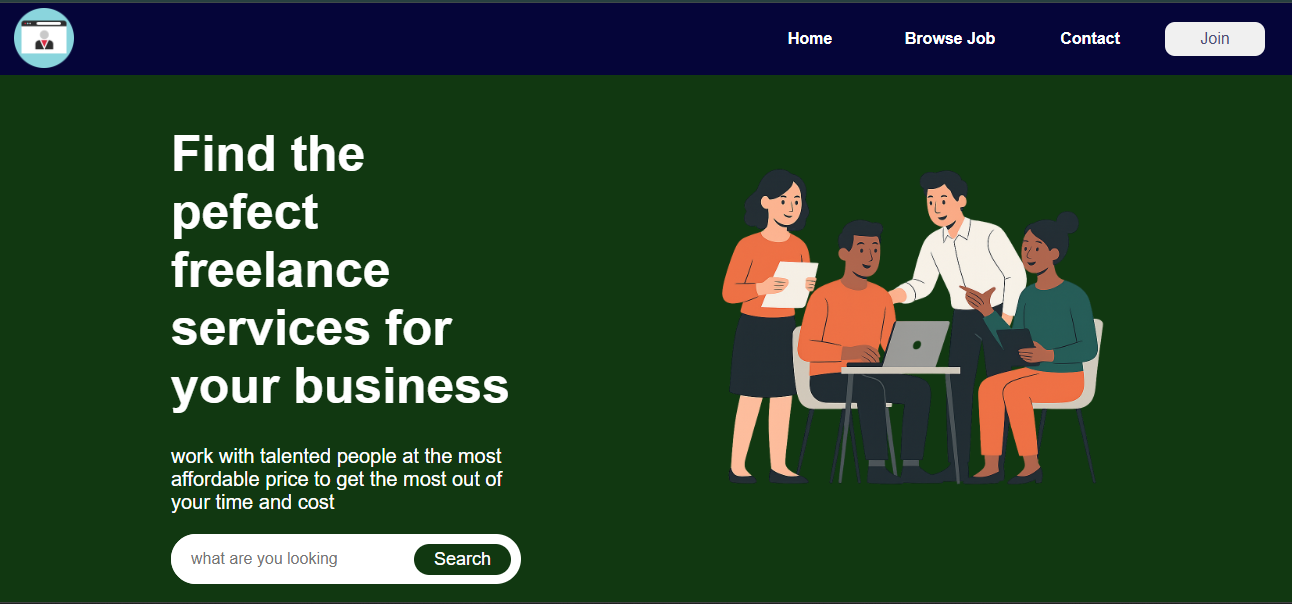 Home Browse Job Contact Join
Find the
pefect
freelance
services for
your business
work with talented people at the most
affordable price to get the most out of
your time and cost
what are you looking Search